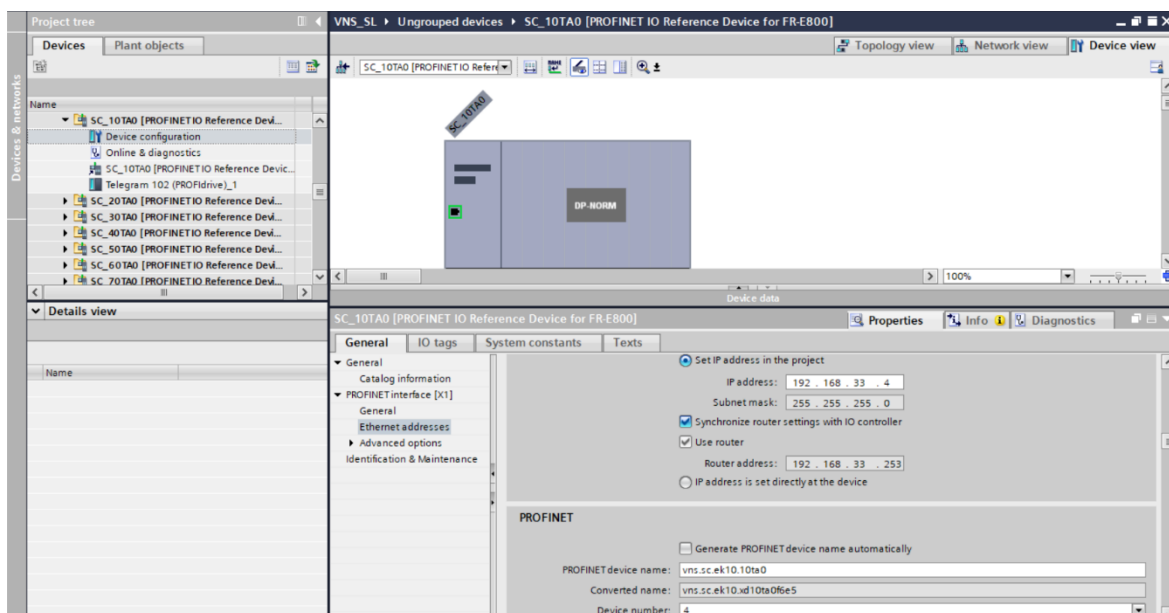 Project tree
VNS_SL ▸ Ungrouped devices ▸ SC_10TA0 [PROFINET IO Reference Device for FR-E800]
Devices
Plant objects
Topology view
Network view
Device view
SC_10TA0 [PROFINET IO Refere
Devices & networks
Name
SC_10TA0 [PROFINET IO Reference Devi...
Device configuration
Online & diagnostics
SC_10TA0 [PROFINET IO Reference Devic...
Telegram 102 (PROFIdrive)_1
SC_20TA0 [PROFINET IO Reference Devi...
SC_30TA0 [PROFINET IO Reference Devi...
SC_40TA0 [PROFINET IO Reference Devi...
SC_50TA0 [PROFINET IO Reference Devi...
SC_60TA0 [PROFINET IO Reference Devi...
SC_70TA0 [PROFINET IO Reference Devi...
SC_10TA0
DP-NORM
100%
Device data
Details view
Name
SC_10TA0 [PROFINET IO Reference Device for FR-E800]
Properties
Info
Diagnostics
General
IO tags
System constants
Texts
General
Catalog information
PROFINET interface [X1]
General
Ethernet addresses
Advanced options
Identification & Maintenance
Set IP address in the project
IP address: 192 . 168 . 33 . 4
Subnet mask: 255 . 255 . 255 . 0
Synchronize router settings with IO controller
Use router
Router address: 192 . 168 . 33 . 253
IP address is set directly at the device
PROFINET
Generate PROFINET device name automatically
PROFINET device name: vns.sc.ek10.10ta0
Converted name: vns.sc.ek10.xd10ta0f6e5
Device number: 4